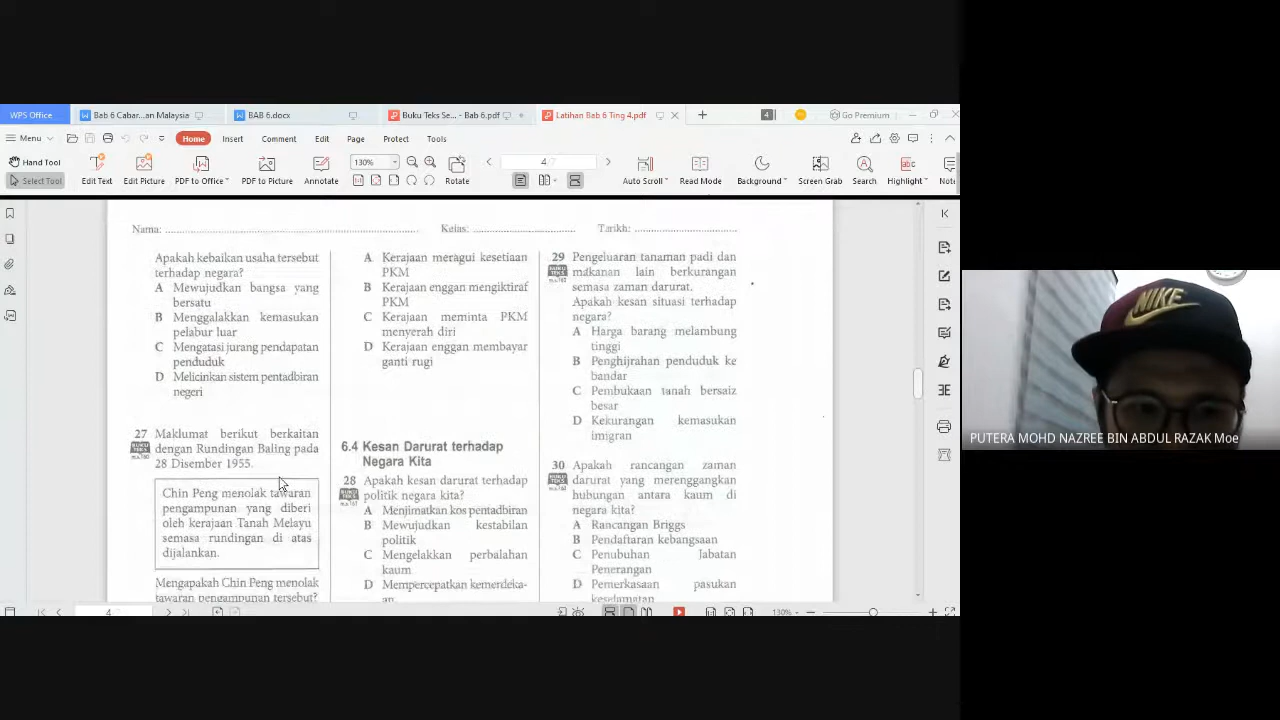 WPS Office
Bab 6 Cabar...an Malaysia
BAB 6.docx
Buku Teks Se... - Bab 6.pdf
Latihan Bab 6 Ting 4.pdf
4
Go Premium
Menu
Home
Insert
Comment
Edit
Page
Protect
Tools
Hand Tool
Select Tool
Edit Text
Edit Picture
PDF to Office
PDF to Picture
Annotate
130%
Rotate
4
Auto Scroll
Read Mode
Background
Screen Grab
Search
Highlight
Nama:
Kelas:
Tarikh:
Apakah kebaikan usaha tersebut
terhadap negara?
A Mewujudkan bangsa yang
bersatu
B Menggalakkan kemasukan
pelabur luar
C Mengatasi jurang pendapatan
penduduk
D Melicinkan sistem pentadbiran
negeri
27 Maklumat berikut berkaitan
dengan Rundingan Baling pada
28 Disember 1955.
Chin Peng menolak tawaran
pengampunan yang diberi
oleh kerajaan Tanah Melayu
semasa rundingan di atas
dijalankan.
Mengapakah Chin Peng menolak
tawaran pengampunan tersebut?
A Kerajaan meragui kesetiaan
PKM
B Kerajaan enggan mengiktiraf
PKM
C Kerajaan meminta PKM
menyerah diri
D Kerajaan enggan membayar
ganti rugi
6.4 Kesan Darurat terhadap
Negara Kita
28 Apakah kesan darurat terhadap
politik negara kita?
A Menjimatkan kos pentadbiran
B Mewujudkan kestabilan
politik
C Mengelakkan perbalahan
kaum
D Mempercepatkan kemerdeka-
an
29 Pengeluaran tanaman padi dan
makanan lain berkurangan
semasa zaman darurat.
Apakah kesan situasi terhadap
negara?
A Harga barang melambung
tinggi
B Penghijrahan penduduk ke
bandar
C Pembukaan tanah bersaiz
besar
D Kekurangan kemasukan
imigran
30 Apakah rancangan zaman
darurat yang merenggangkan
hubungan antara kaum di
negara kita?
A Rancangan Briggs
B Pendaftaran kebangsaan
C Penubuhan Jabatan
Penerangan
D Pemerkasaan pasukan
keselamatan
4
130%
NIKE
PUTERA MOHD NAZREE BIN ABDUL RAZAK Moe